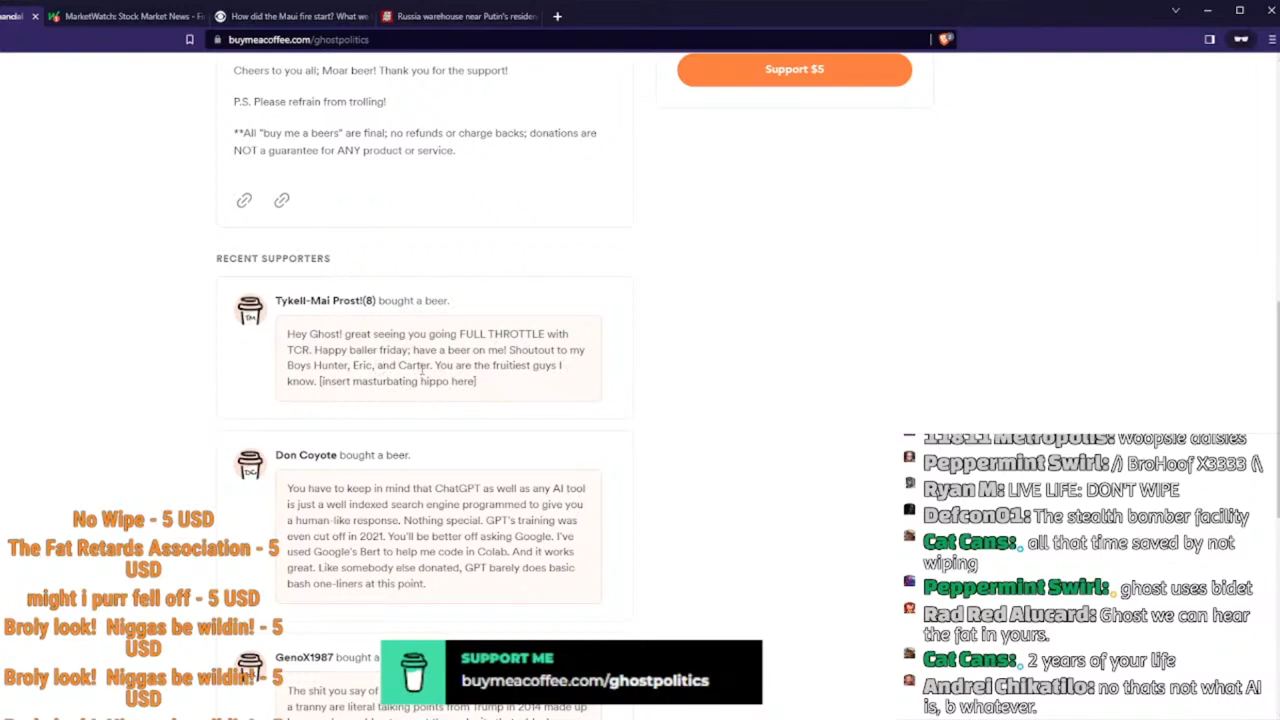 nancial
MarketWatch: Stock Market News - Fi
How did the Maui fire start? What we
Russia warehouse near Putin's residen
buymeacoffee.com/ghostpolitics
Cheers to you all; Moar beer! Thank you for the support!
P.S. Please refrain from trolling!
**All "buy me a beers" are final; no refunds or charge backs; donations are
NOT a guarantee for ANY product or service.
Support $5
RECENT SUPPORTERS
TM
Tykell-Mai Prost!(8) bought a beer.
Hey Ghost! great seeing you going FULL THROTTLE with
TCR. Happy baller friday; have a beer on me! Shoutout to my
Boys Hunter, Eric, and Carter. You are the fruitiest guys I
know. [insert masturbating hippo here]
DC
Don Coyote bought a beer.
You have to keep in mind that ChatGPT as well as any AI tool
is just a well indexed search engine programmed to give you
a human-like response. Nothing special. GPT's training was
even cut off in 2021. You'll be better off asking Google. I've
used Google's Bert to help me code in Colab. And it works
great. Like somebody else donated, GPT barely does basic
bash one-liners at this point.
GenoX1987 bought a
The shit you say of
a tranny are literal talking points from Trump in 2014 made up
No Wipe - 5 USD
The Fat Retards Association - 5
USD
might i purr fell off - 5 USD
Broly look! Niggas be wildin! - 5
USD
Broly look! Niggas be wildin! - 5
USD
SUPPORT ME
buymeacoffee.com/ghostpolitics
11811 Metropolis: Woopsie daisies
Peppermint Swirl: /) BroHoof X3333 (\
Ryan M: LIVE LIFE: DON'T WIPE
Defcon01: The stealth bomber facility
Cat Cans: all that time saved by not
wiping
Peppermint Swirl: ghost uses bidet
Rad Red Alucard: Ghost we can hear
the fat in yours.
Cat Cans: 2 years of your life
Andrei Chikatilo: no thats not what AI
is, b whatever.